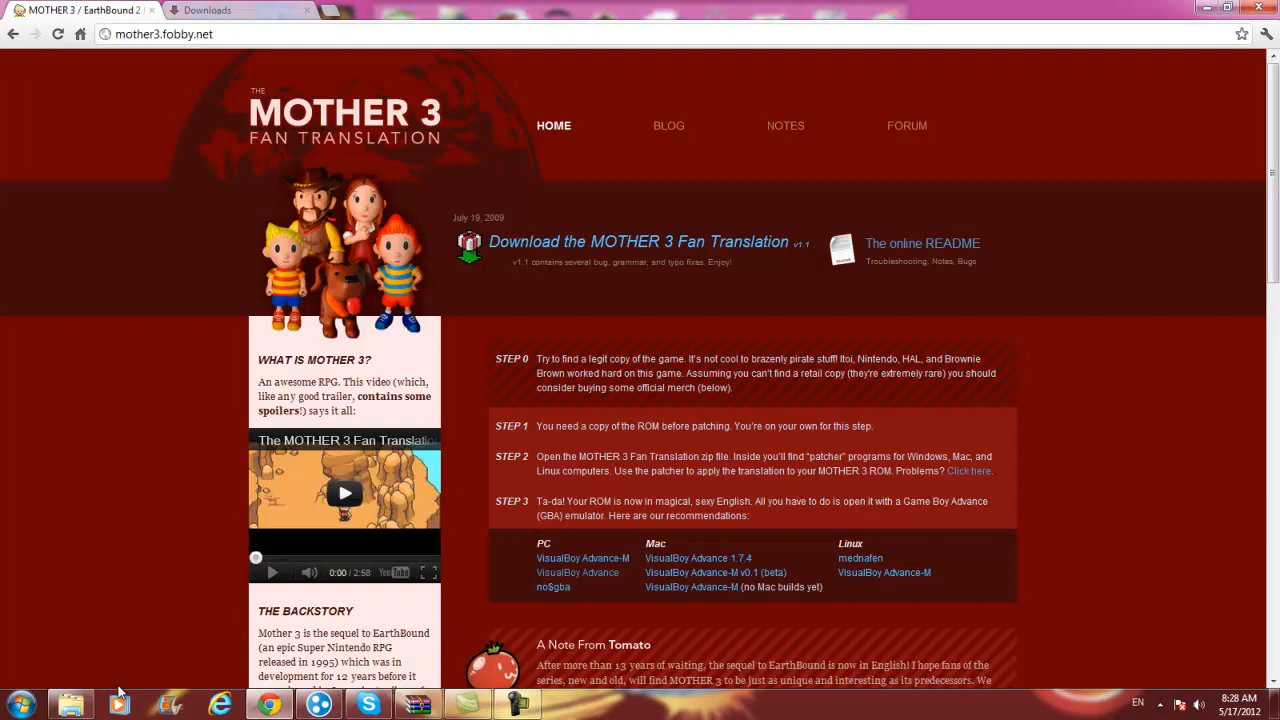 MOTHER 3 / EarthBound 2
Downloads
mother3.fobby.net
THE
MOTHER 3
FAN TRANSLATION
HOME
BLOG
NOTES
FORUM
July 19, 2009
Download the MOTHER 3 Fan Translation v1.1
v1.1 contains several bug, grammar, and typo fixes. Enjoy!
The online README
Troubleshooting, Notes, Bugs
WHAT IS MOTHER 3?
An awesome RPG. This video (which,
like any good trailer, contains some
spoilers!) says it all:
The MOTHER 3 Fan Translatio
0:00 / 2:58
YouTube
THE BACKSTORY
Mother 3 is the sequel to EarthBound
(an epic Super Nintendo RPG
released in 1995) which was in
development for 12 years before it
STEP 0 Try to find a legit copy of the game. It's not cool to brazenly pirate stuff! Itoi, Nintendo, HAL, and Brownie
Brown worked hard on this game. Assuming you can't find a retail copy (they're extremely rare) you should
consider buying some official merch (below).
STEP 1 You need a copy of the ROM before patching. You're on your own for this step.
STEP 2 Open the MOTHER 3 Fan Translation zip file. Inside you'll find "patcher" programs for Windows, Mac, and
Linux computers. Use the patcher to apply the translation to your MOTHER 3 ROM. Problems? Click here.
STEP 3 Ta-da! Your ROM is now in magical, sexy English. All you have to do is open it with a Game Boy Advance
(GBA) emulator. Here are our recommendations:
PC
VisualBoy Advance-M
VisualBoy Advance
no$gba
Mac
VisualBoy Advance 1.7.4
VisualBoy Advance-M v0.1 (beta)
VisualBoy Advance-M (no Mac builds yet)
Linux
mednafen
VisualBoy Advance-M
A Note From Tomato
After more than 13 years of waiting, the sequel to EarthBound is now in English! I hope fans of the
series, new and old, will find MOTHER 3 to be just as unique and interesting as its predecessors. We
EN
8:28 AM
5/17/2012